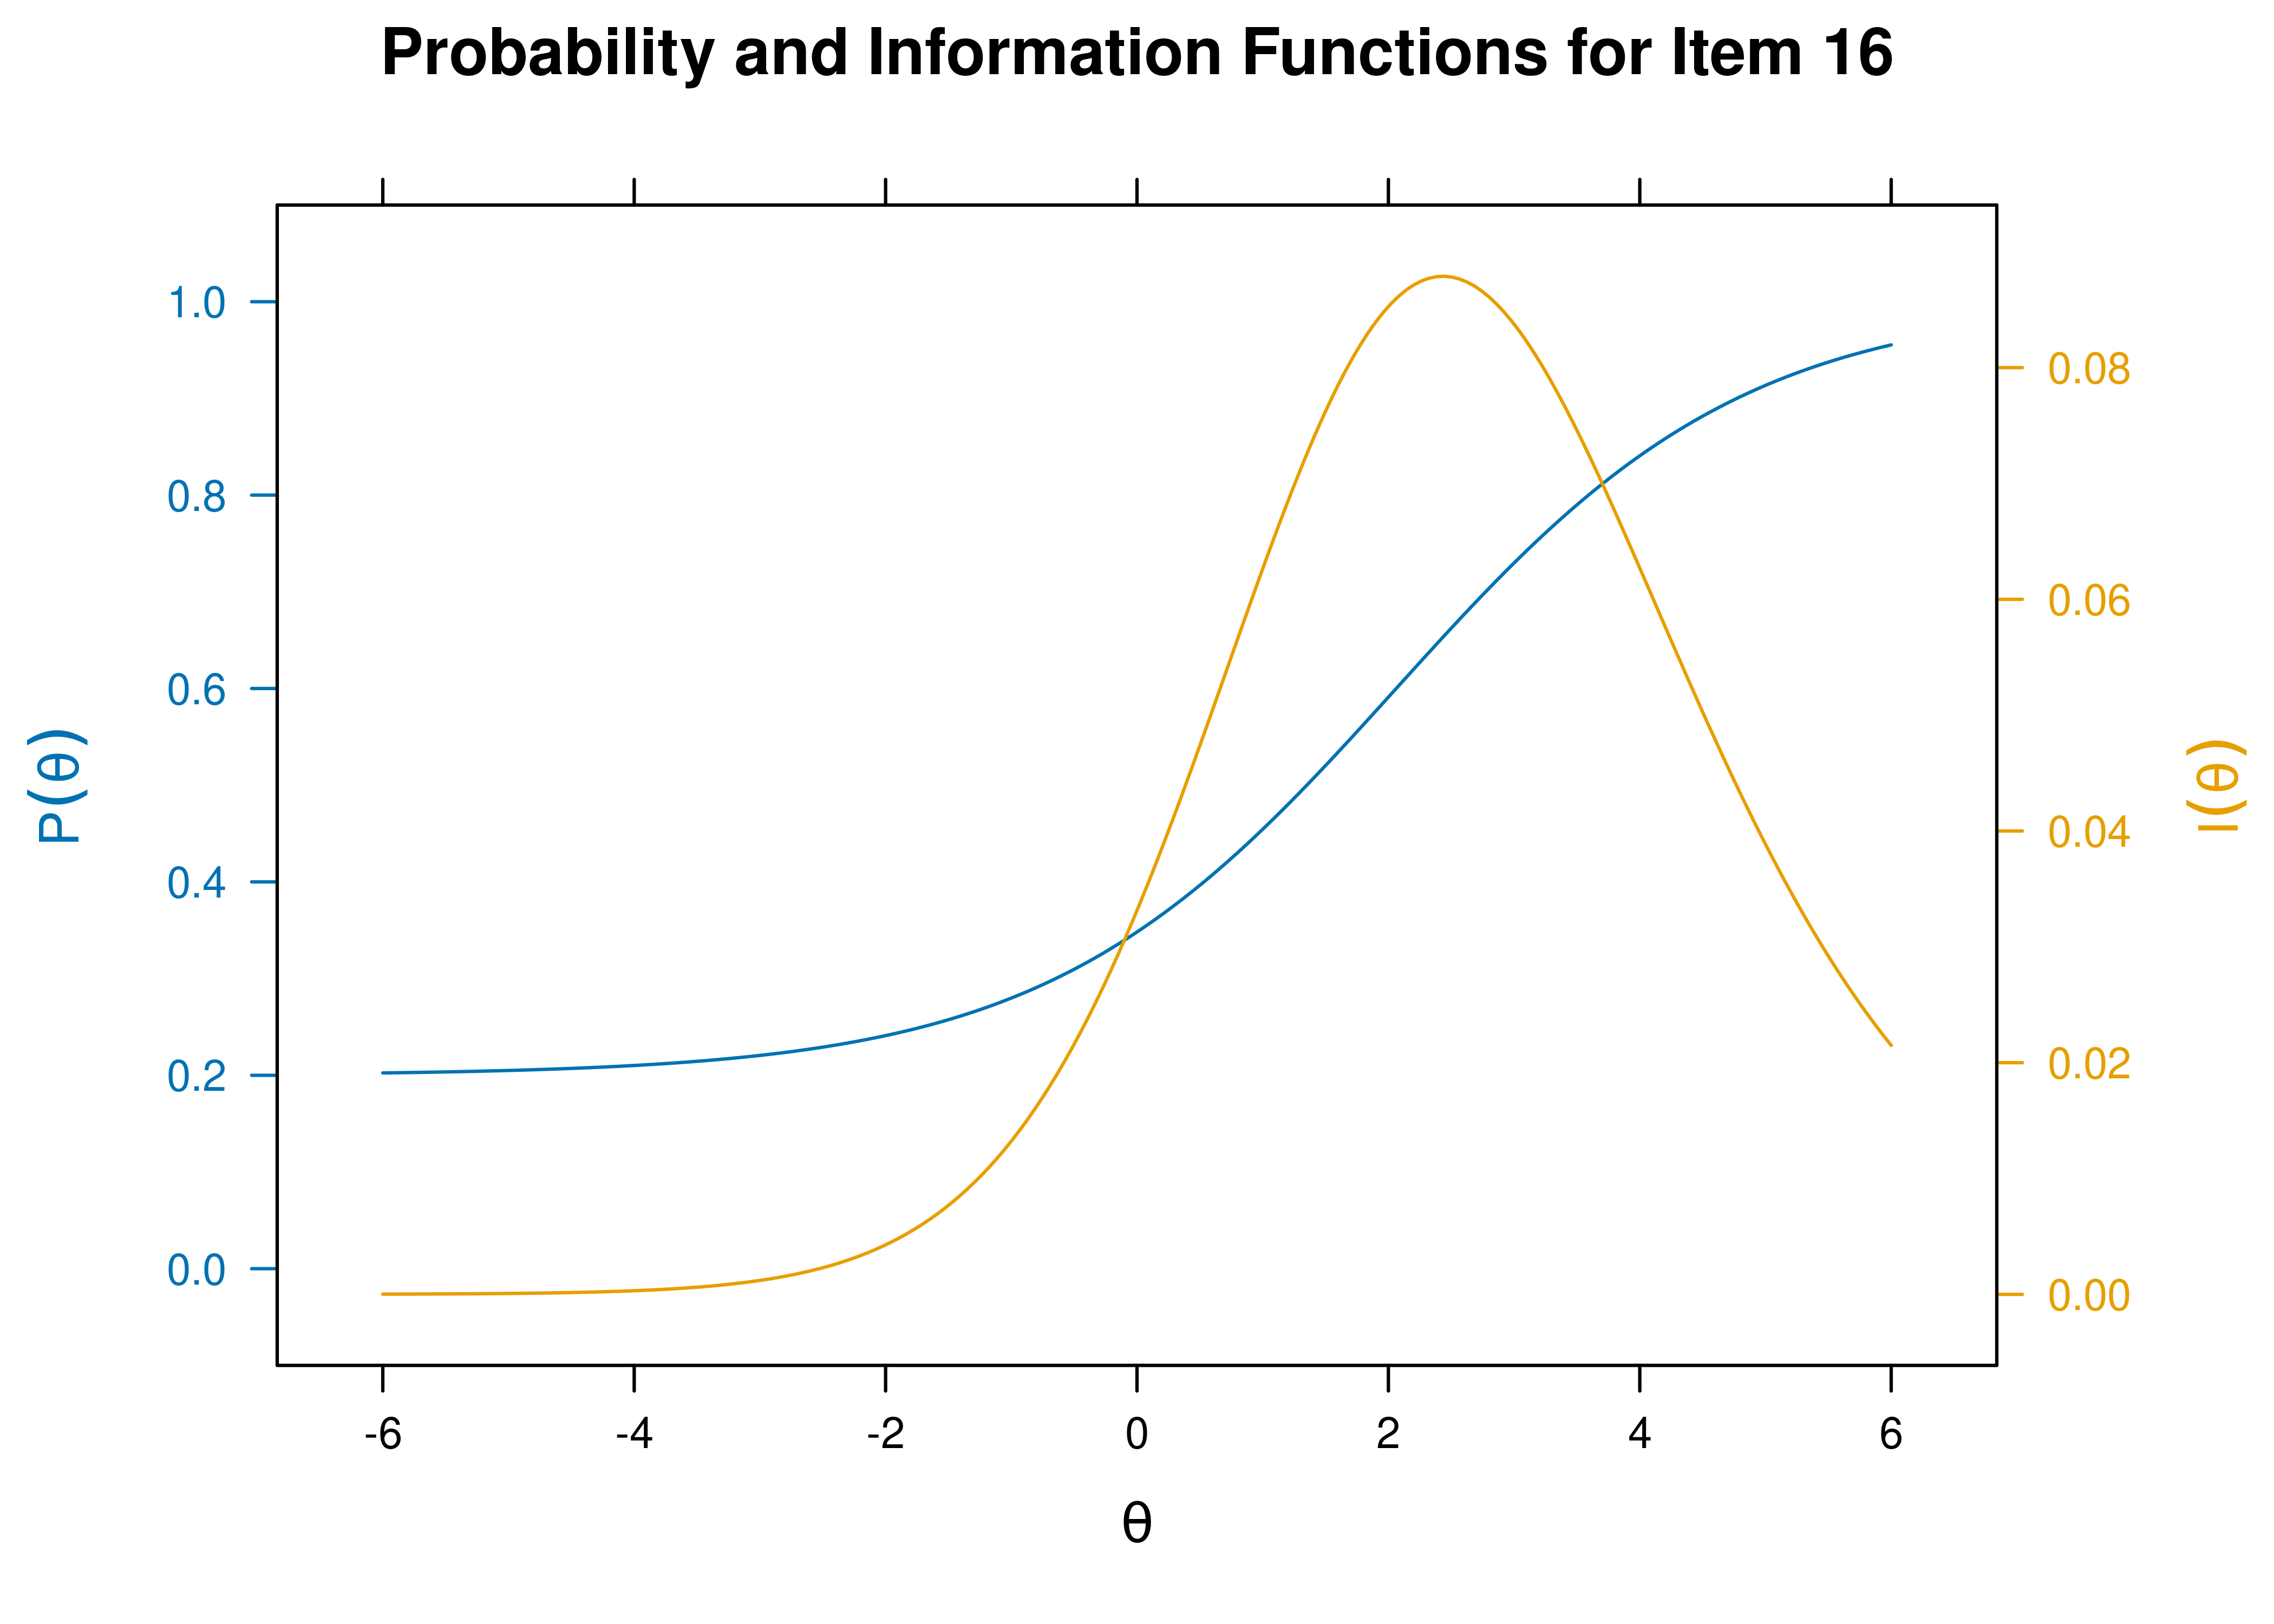 Probability and Information Functions for Item 16
1.0
0.8
0.6
0.4
0.2
0.0
P(θ)
0.08
0.06
0.04
0.02
0.00
I(θ)
-6 -4 -2 0 2 4 6
θ